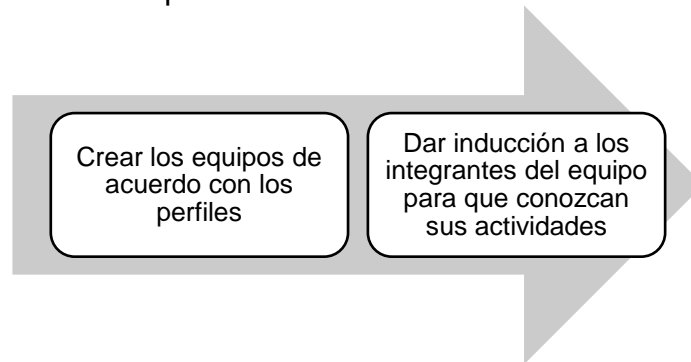 Crear los equipos de
acuerdo con los
perfiles
Dar inducción a los
integrantes del equipo
para que conozcan
sus actividades